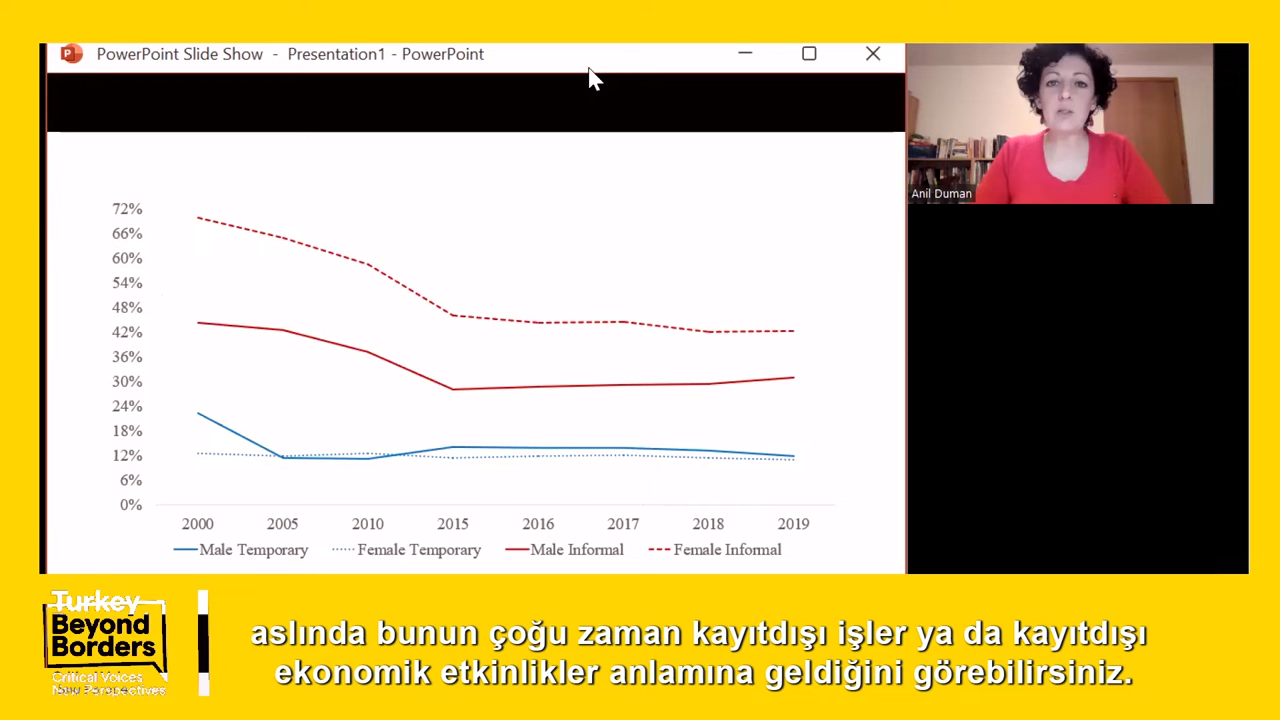 PowerPoint Slide Show - Presentation1 - PowerPoint
Anil Duman
72%
66%
60%
54%
48%
42%
36%
30%
24%
18%
12%
6%
0%
2000 2005 2010 2015 2016 2017 2018 2019
Male Temporary Female Temporary Male Informal Female Informal
Turkey
Beyond
Borders
Critical Voices
New Perspectives
aslında bunun çoğu zaman kayıtdışı işler ya da kayıtdışı
ekonomik etkinlikler anlamına geldiğini görebilirsiniz.